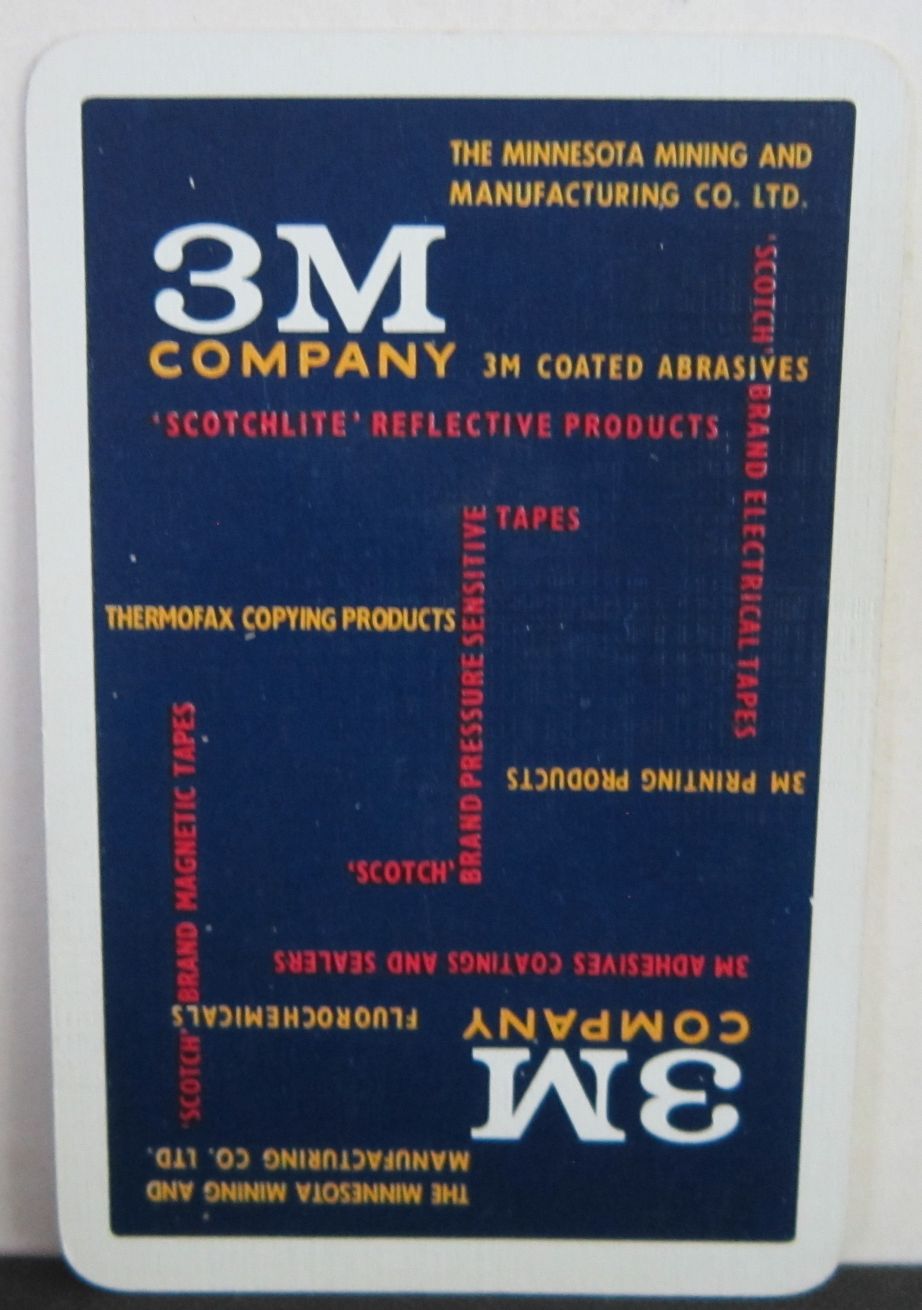 THE MINNESOTA MINING AND
MANUFACTURING CO. LTD.
3M
COMPANY
3M COATED ABRASIVES
'SCOTCHLITE' REFLECTIVE PRODUCTS
'SCOTCH' BRAND ELECTRICAL TAPES
THERMOFAX COPYING PRODUCTS
'SCOTCH'
BRAND PRESSURE SENSITIVE
TAPES
'SCOTCH' BRAND MAGNETIC TAPES
3M PRINTING PRODUCTS
3M ADHESIVES COATINGS AND SEALERS
FLUOROCHEMICALS
3M
COMPANY
THE MINNESOTA MINING AND
MANUFACTURING CO. LTD.